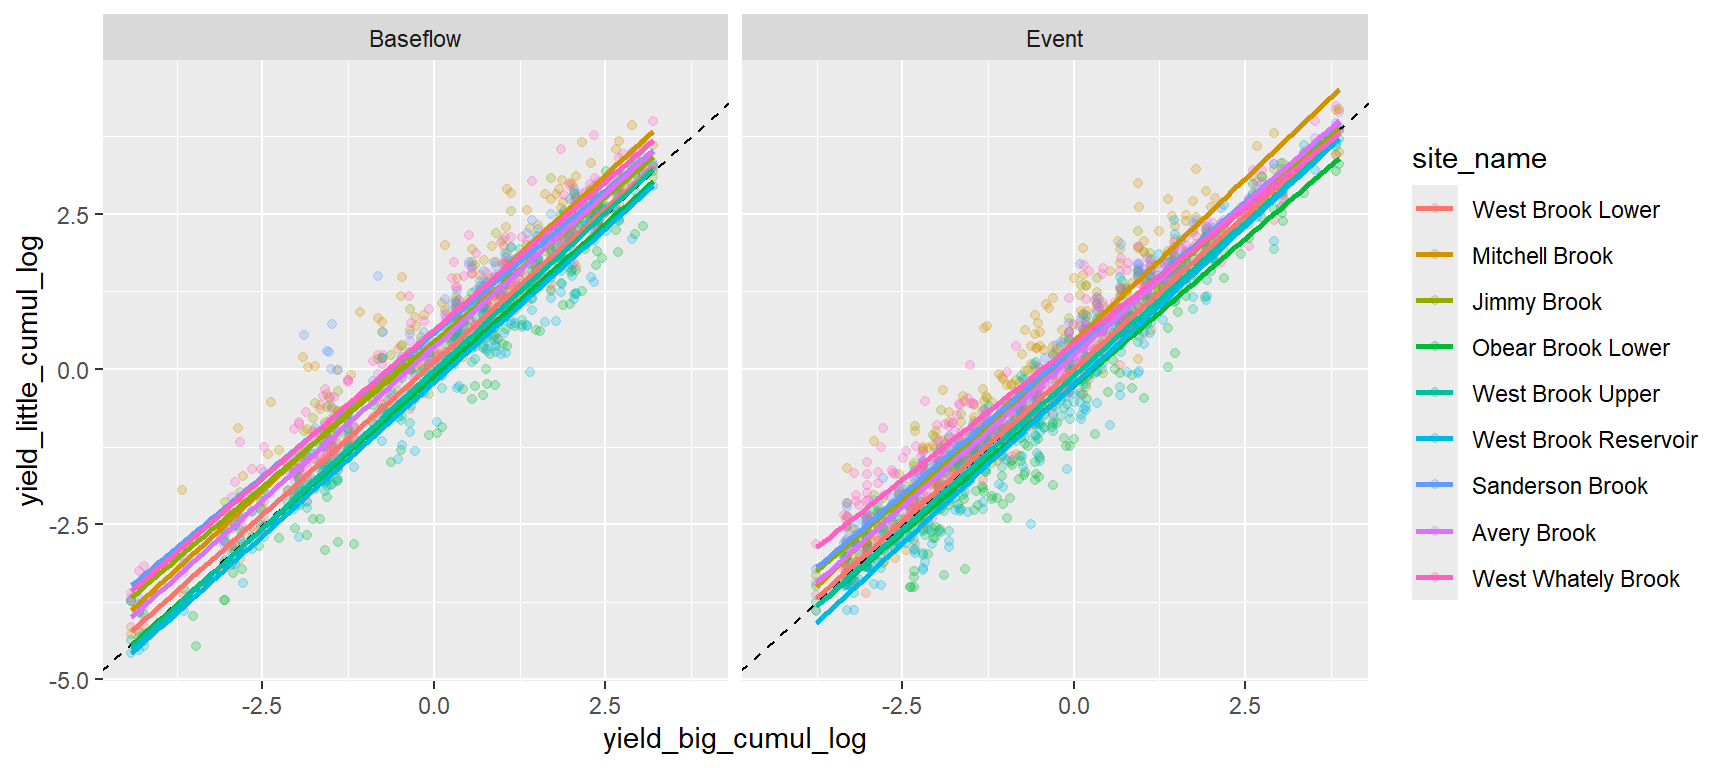 Baseflow
Event
yield_little_cumul_log
2.5
0.0
-2.5
-5.0
-2.5
0.0
2.5
-2.5
0.0
2.5
yield_big_cumul_log
site_name
West Brook Lower
Mitchell Brook
Jimmy Brook
Obear Brook Lower
West Brook Upper
West Brook Reservoir
Sanderson Brook
Avery Brook
West Whately Brook